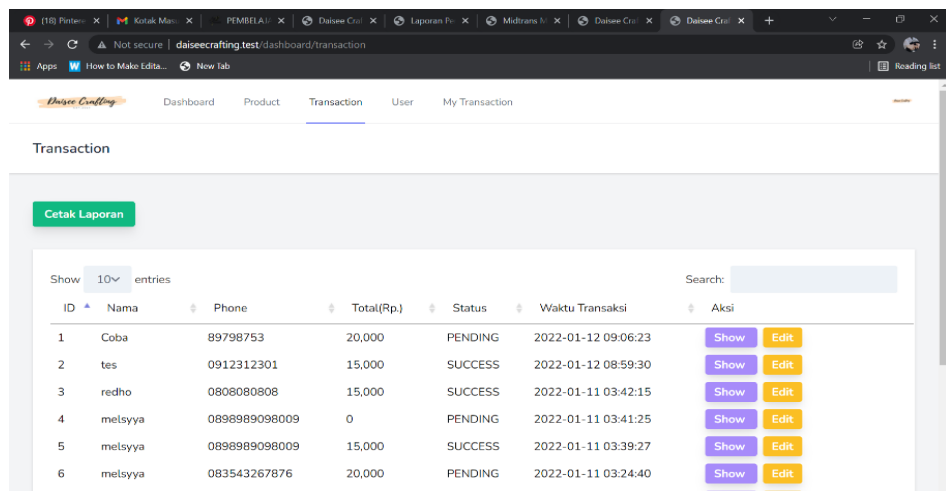 (18) Pintere Kotak Masu PEMBELAJA Daisee Craf Laporan Pe Midtrans M Daisee Craf Daisee Craf
Not secure daiseecrafting.test/dashboard/transaction
Apps How to Make Edita... New Tab Reading list
Daisee Crafting Dashboard Product Transaction User My Transaction
Transaction
Cetak Laporan
Show 10 entries Search:
ID Nama Phone Total(Rp.) Status Waktu Transaksi Aksi
1 Coba 89798753 20,000 PENDING 2022-01-12 09:06:23 Show Edit
2 tes 0912312301 15,000 SUCCESS 2022-01-12 08:59:30 Show Edit
3 redho 0808080808 15,000 SUCCESS 2022-01-11 03:42:15 Show Edit
4 melsyya 0898989098009 0 PENDING 2022-01-11 03:41:25 Show Edit
5 melsyya 0898989098009 15,000 SUCCESS 2022-01-11 03:39:27 Show Edit
6 melsyya 083543267876 20,000 PENDING 2022-01-11 03:24:40 Show Edit